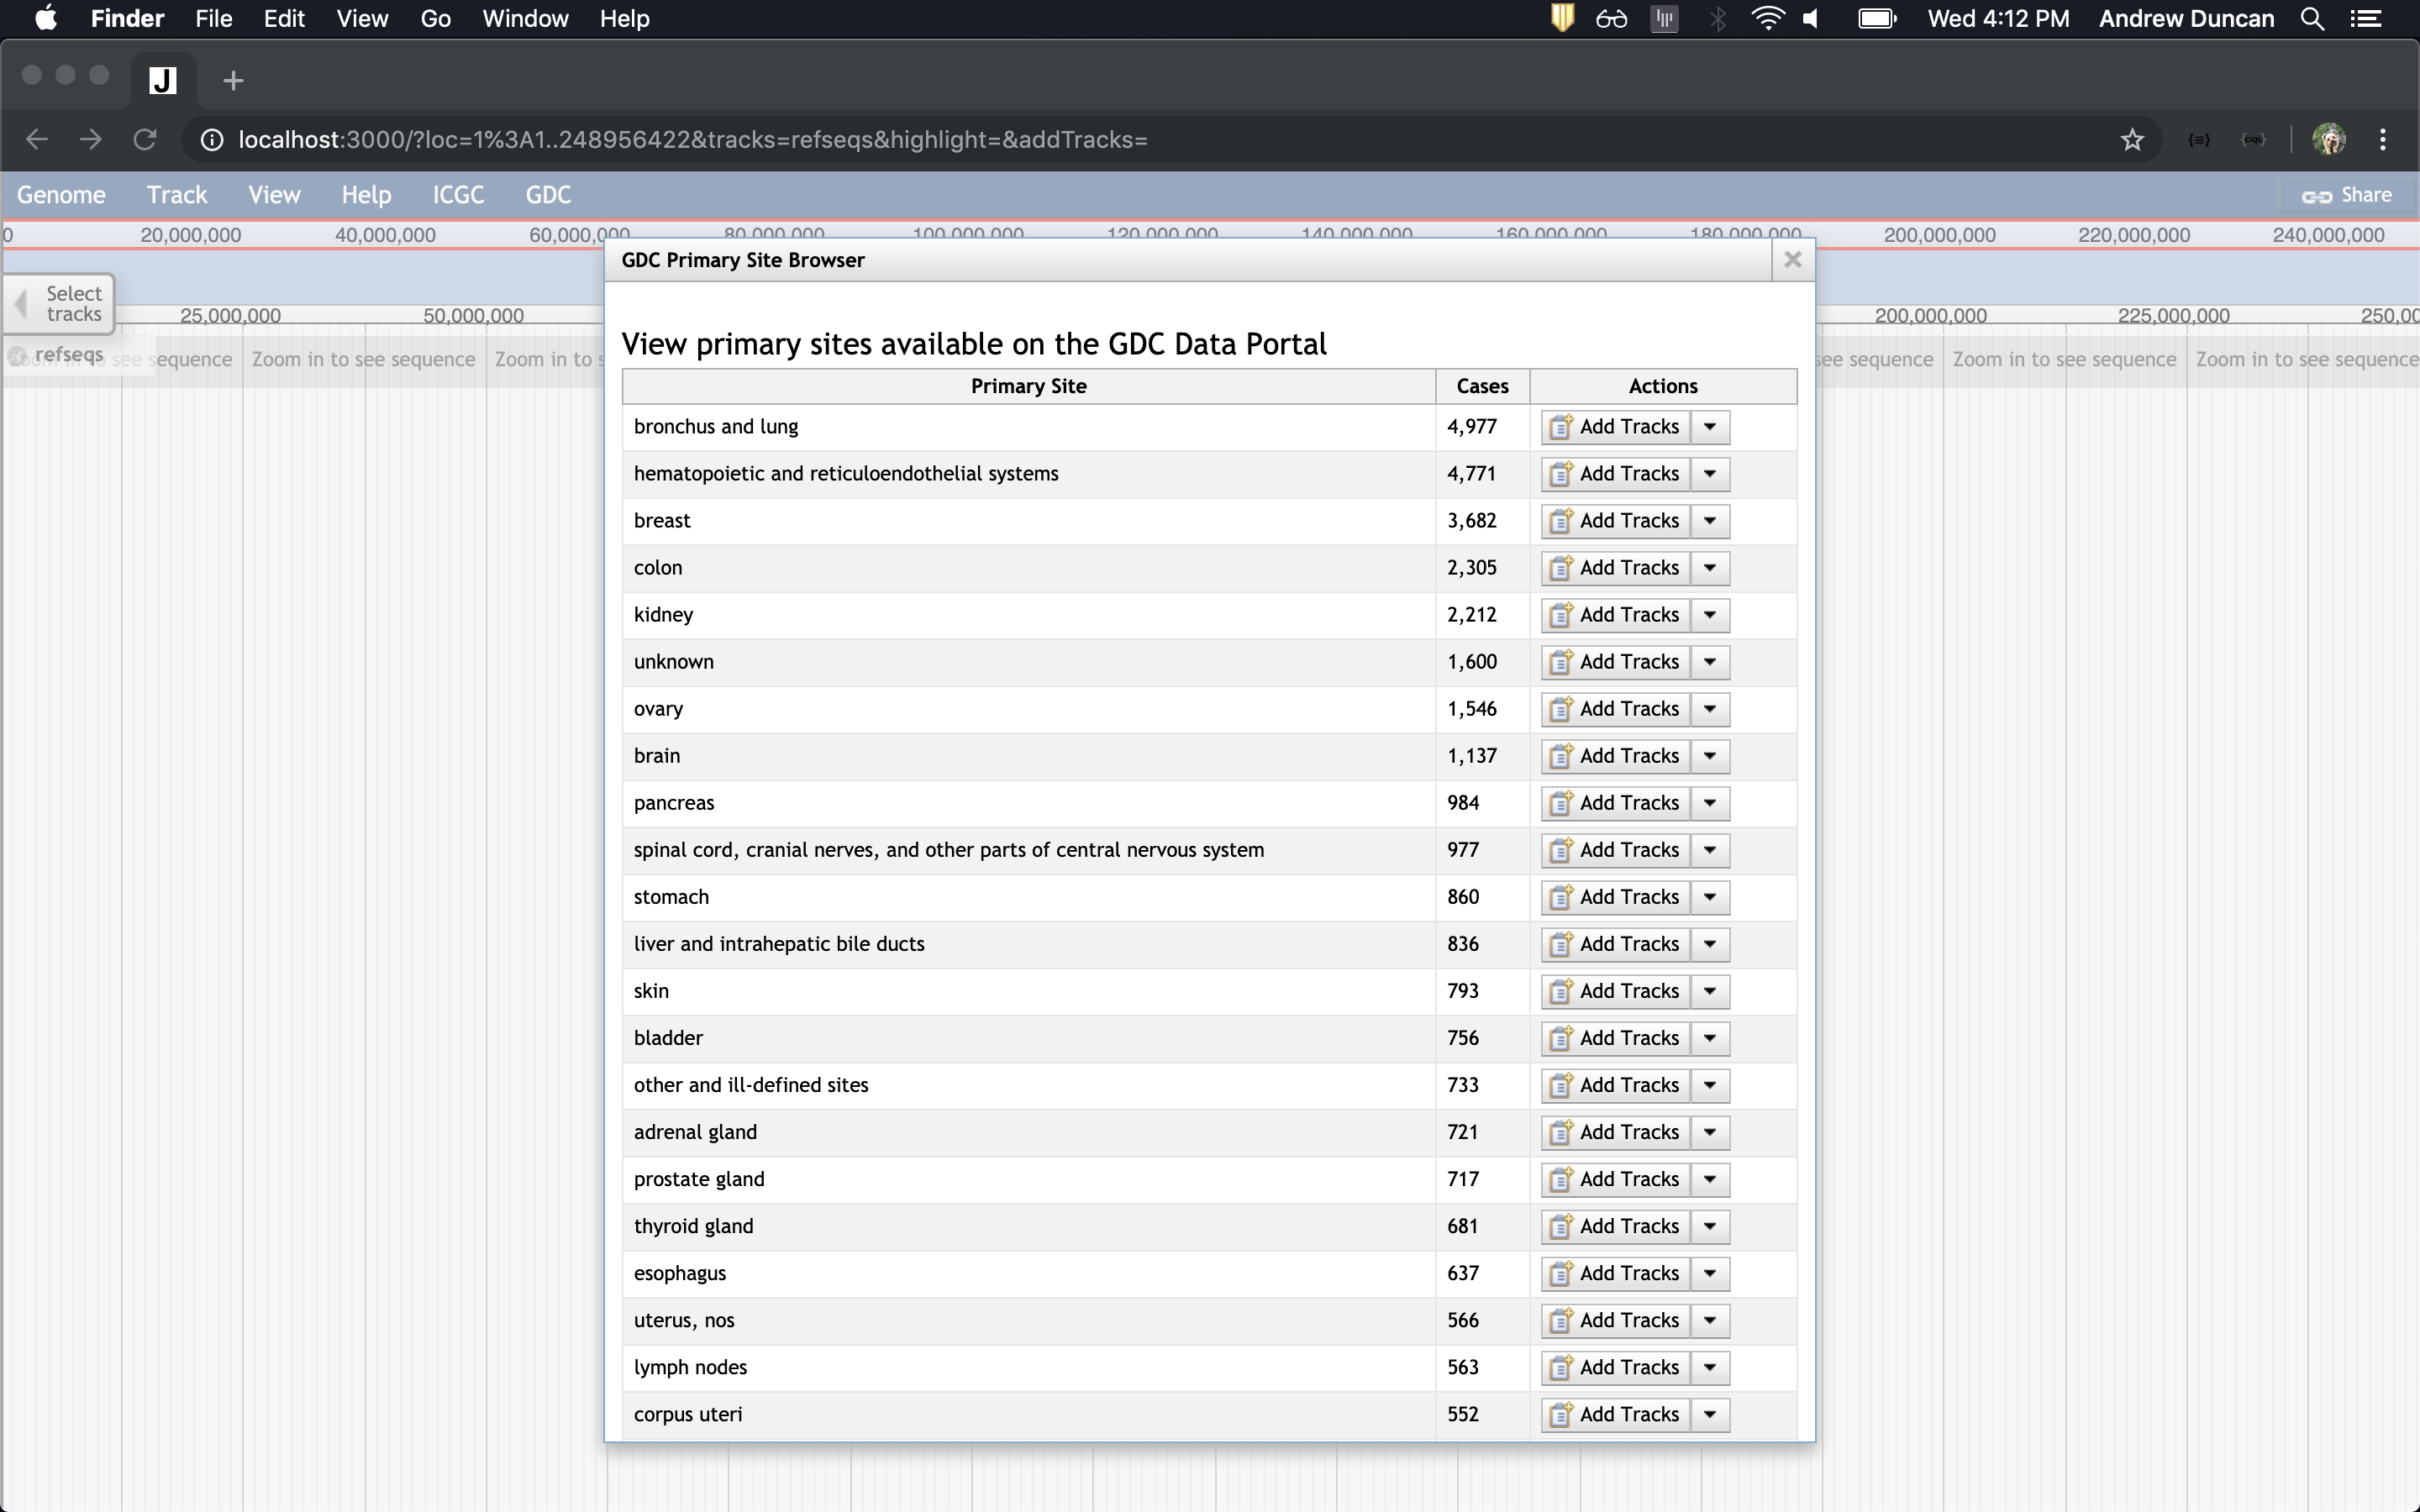 Finder File Edit View Go Window Help Wed 4:12 PM Andrew Duncan
J
localhost:3000/?loc=1%3A1..248956422&tracks=refseqs&highlight=&addTracks=
Genome Track View Help ICGC GDC Share
0 20,000,000 40,000,000 60,000,000 80,000,000 100,000,000 120,000,000 140,000,000 160,000,000 180,000,000 200,000,000 220,000,000 240,000,000
GDC Primary Site Browser
Select
tracks
25,000,000 50,000,000 200,000,000 225,000,000 250,0
refseqs
see sequence Zoom in to see sequence Zoom in to s see sequence Zoom in to see sequence Zoom in to see sequence
View primary sites available on the GDC Data Portal
Primary Site Cases Actions
bronchus and lung 4,977 Add Tracks
hematopoietic and reticuloendothelial systems 4,771 Add Tracks
breast 3,682 Add Tracks
colon 2,305 Add Tracks
kidney 2,212 Add Tracks
unknown 1,600 Add Tracks
ovary 1,546 Add Tracks
brain 1,137 Add Tracks
pancreas 984 Add Tracks
spinal cord, cranial nerves, and other parts of central nervous system 977 Add Tracks
stomach 860 Add Tracks
liver and intrahepatic bile ducts 836 Add Tracks
skin 793 Add Tracks
bladder 756 Add Tracks
other and ill-defined sites 733 Add Tracks
adrenal gland 721 Add Tracks
prostate gland 717 Add Tracks
thyroid gland 681 Add Tracks
esophagus 637 Add Tracks
uterus, nos 566 Add Tracks
lymph nodes 563 Add Tracks
corpus uteri 552 Add Tracks